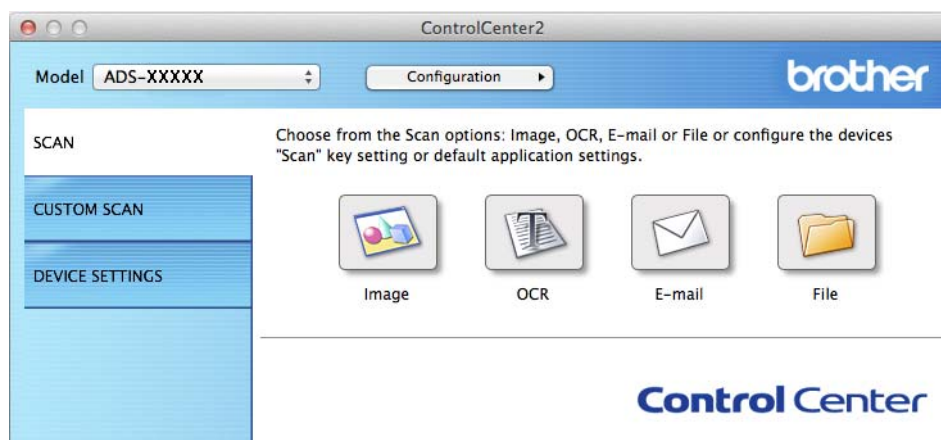 ControlCenter2
Model ADS-XXXXX Configuration brother
SCAN
CUSTOM SCAN
DEVICE SETTINGS
Choose from the Scan options: Image, OCR, E-mail or File or configure the devices
"Scan" key setting or default application settings.
Image OCR E-mail File
Control Center